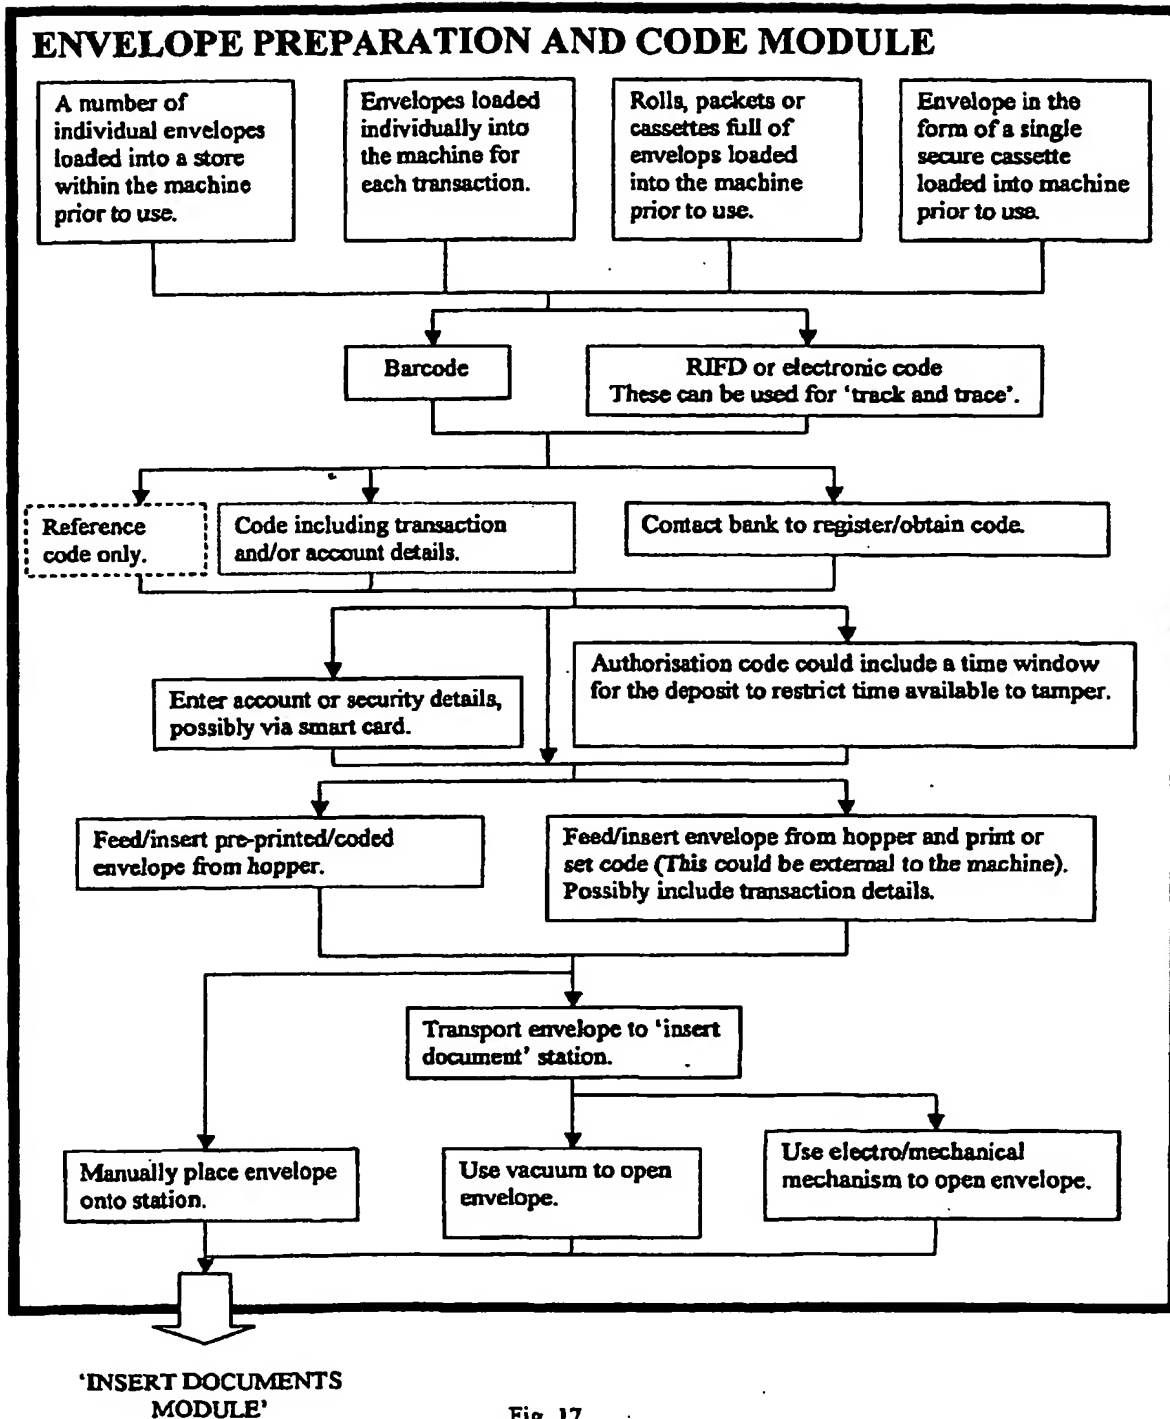 ENVELOPE PREPARATION AND CODE MODULE
A number of
individual envelopes
loaded into a store
within the machine
prior to use.
Envelopes loaded
individually into
the machine for
each transaction.
Rolls, packets or
cassettes full of
envelops loaded
into the machine
prior to use.
Envelope in the
form of a single
secure cassette
loaded into machine
prior to use.
Barcode
RIFD or electronic code
These can be used for ‘track and trace’.
Reference
code only.
Code including transaction
and/or account details.
Contact bank to register/obtain code.
Enter account or security details,
possibly via smart card.
Authorisation code could include a time window
for the deposit to restrict time available to tamper.
Feed/insert pre-printed/coded
envelope from hopper.
Feed/insert envelope from hopper and print or
set code (This could be external to the machine).
Possibly include transaction details.
Transport envelope to ‘insert
document’ station.
Manually place envelope
onto station.
Use vacuum to open
envelope.
Use electro/mechanical
mechanism to open envelope.
‘INSERT DOCUMENTS
MODULE’
Fig. 17